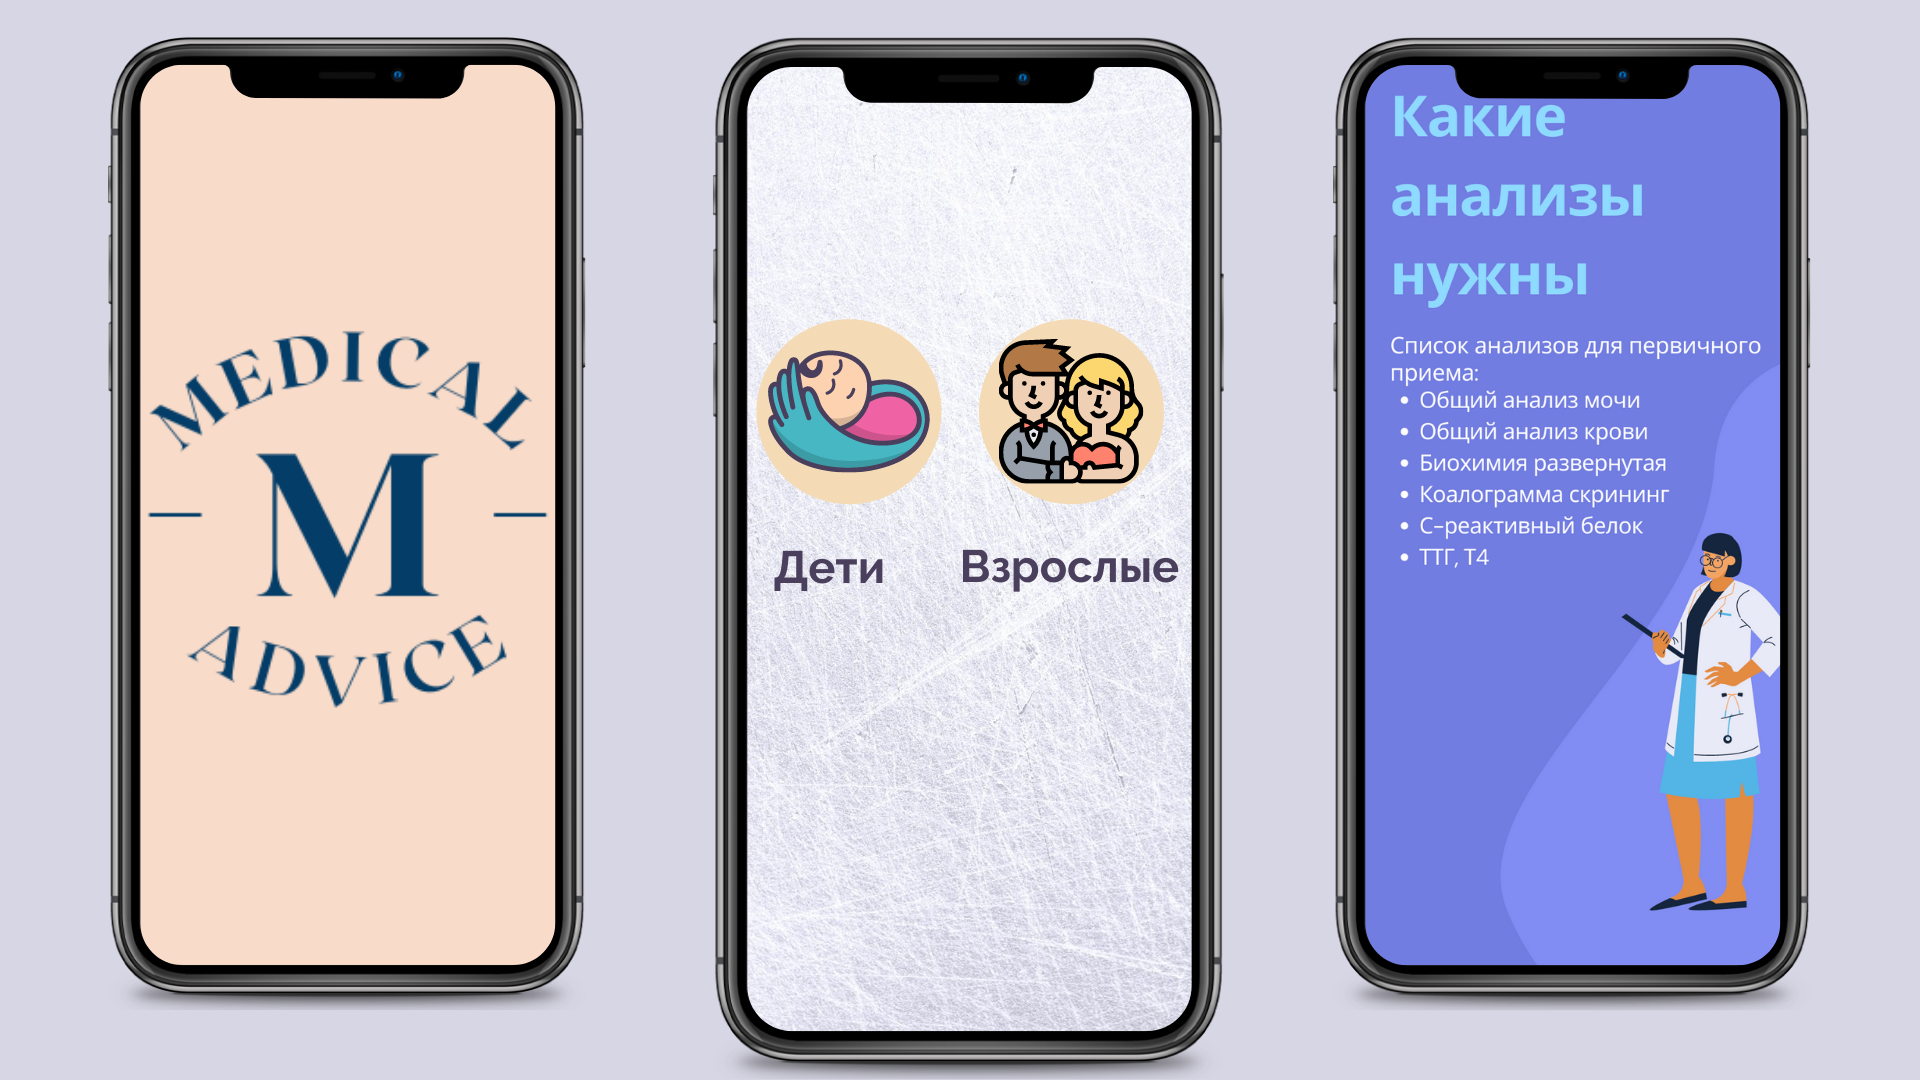 MEDICAL
M
ADVICE
Дети
Взрослые
Какие
анализы
нужны
Список анализов для первичного
приема:
• Общий анализ мочи
• Общий анализ крови
• Биохимия развернутая
• Коалограмма скрининг
• С–реактивный белок
• ТТГ, Т4